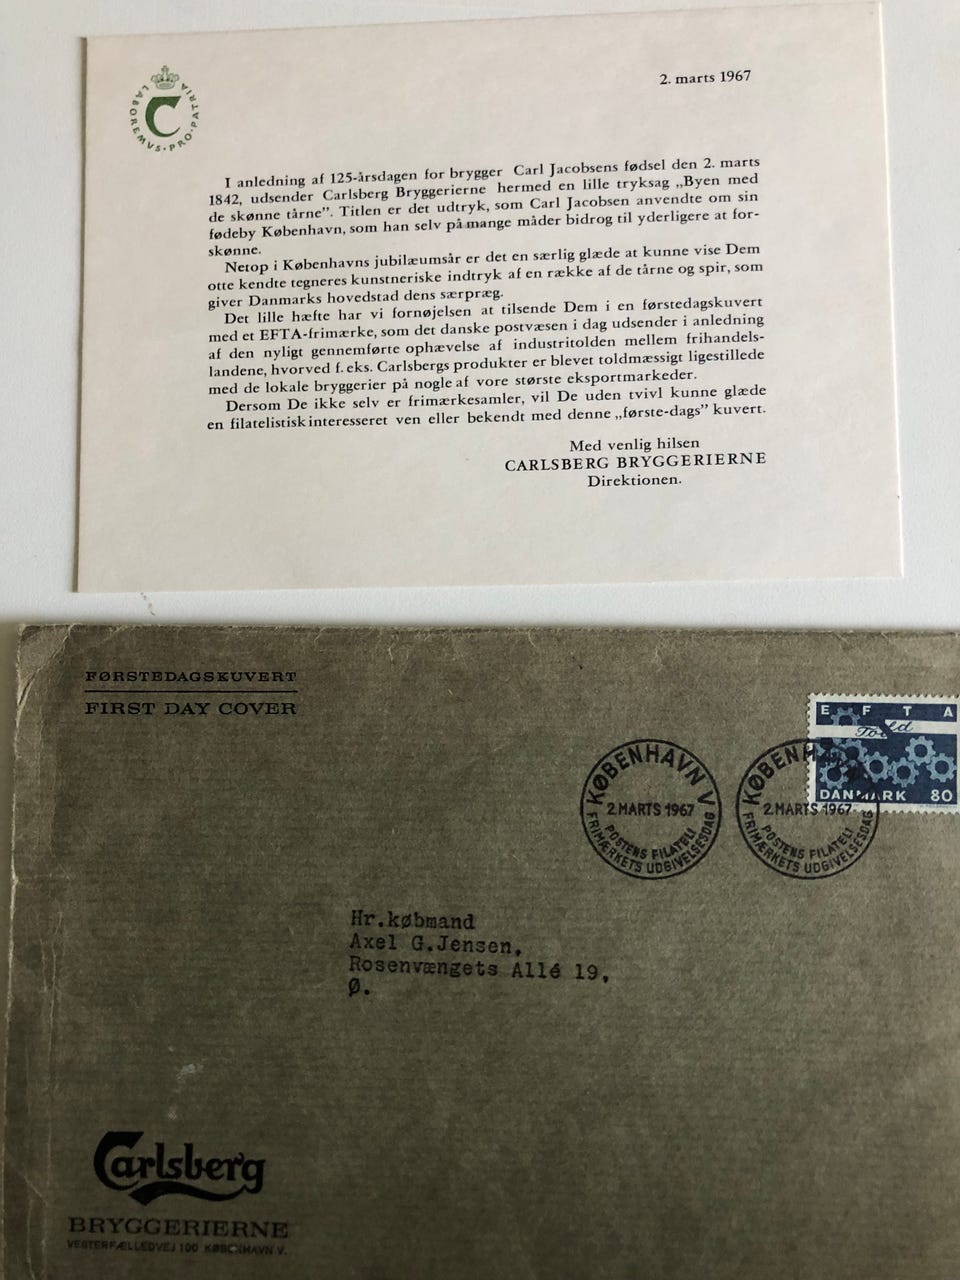 2. marts 1967
C
LABOREMVS·PRO·PATRIA
I anledning af 125-årsdagen for brygger Carl Jacobsens fødsel den 2. marts
1842, udsender Carlsberg Bryggerierne hermed en lille tryksag „Byen med
de skønne tårne”. Titlen er det udtryk, som Carl Jacobsen anvendte om sin
fødeby København, som han selv på mange måder bidrog til yderligere at for-
skønne.
Netop i Københavns jubilæumsår er det en særlig glæde at kunne vise Dem
otte kendte tegneres kunstneriske indtryk af en række af de tårne og spir, som
giver Danmarks hovedstad dens særpræg.
Det lille hæfte har vi fornøjelsen at tilsende Dem i en førstedagskuvert
med et EFTA-frimærke, som det danske postvæsen i dag udsender i anledning
af den nyligt gennemførte ophævelse af industritolden mellem frihandels-
landene, hvorved f. eks. Carlsbergs produkter er blevet toldmæssigt ligestillede
med de lokale bryggerier på nogle af vore største eksportmarkeder.
Dersom De ikke selv er frimærkesamler, vil De uden tvivl kunne glæde
en filatelistisk interesseret ven eller bekendt med denne „første-dags” kuvert.
Med venlig hilsen
CARLSBERG BRYGGERIERNE
Direktionen.
FØRSTEDAGSKUVERT
FIRST DAY COVER
EFTA
Told
DANMARK 80
KØBENHAVN V
2. MARTS 1967
POSTENS FILATELI
FRIMÆRKETS UDGIVELSESDAG
KØBENH
2. MARTS 1967
POSTENS FILATELI
FRIMÆRKETS UDGIVELSESDAG
Hr.købmand
Axel G.Jensen,
Rosenvængets Allé 19,
Ø.
Carlsberg
BRYGGERIERNE
VESTERFÆLLEDVEJ 100 KØBENHAVN V.